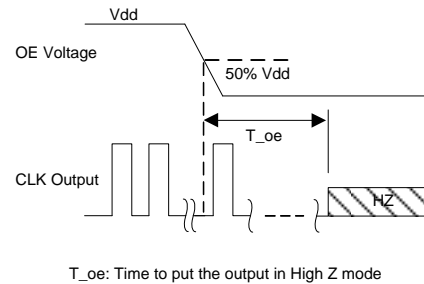 Vdd
OE Voltage
50% Vdd
T_oe
CLK Output
HZ
T_oe: Time to put the output in High Z mode